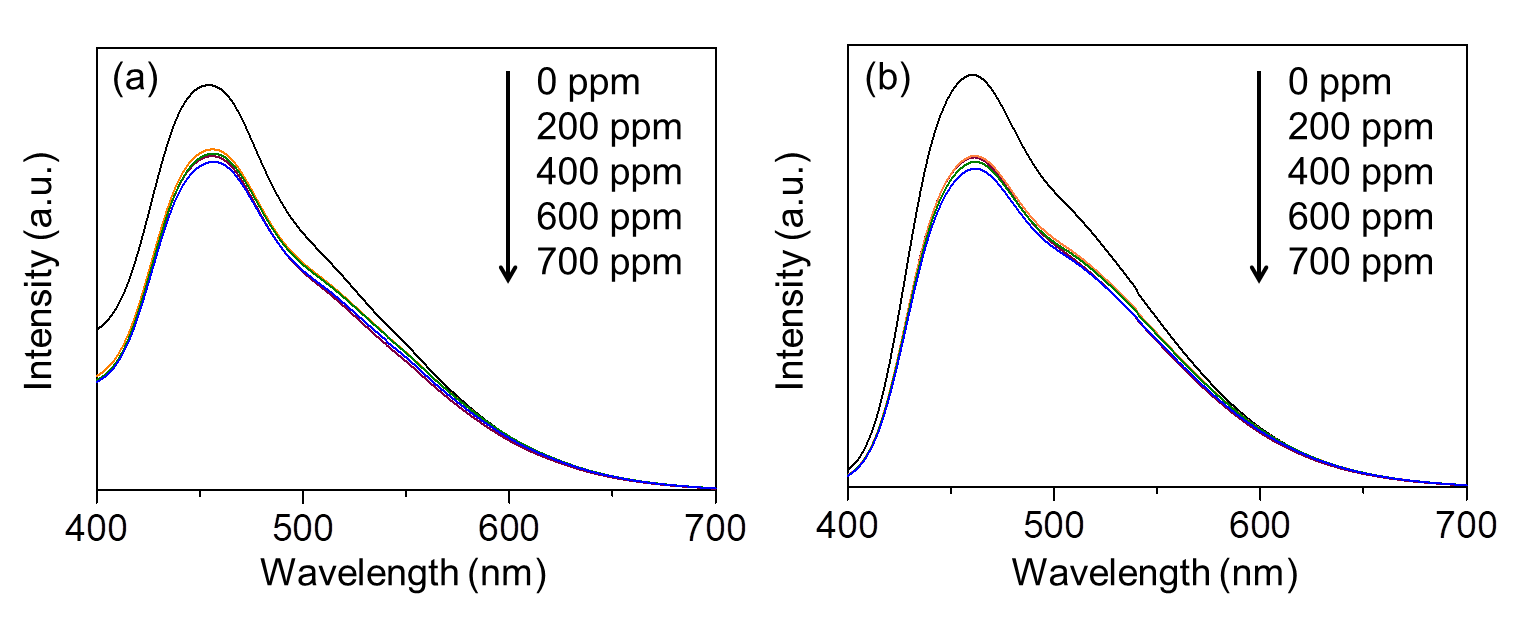 (a)
0 ppm
200 ppm
400 ppm
600 ppm
700 ppm
Intensity (a.u.)
400 500 600 700
Wavelength (nm)
(b)
0 ppm
200 ppm
400 ppm
600 ppm
700 ppm
Intensity (a.u.)
400 500 600 700
Wavelength (nm)